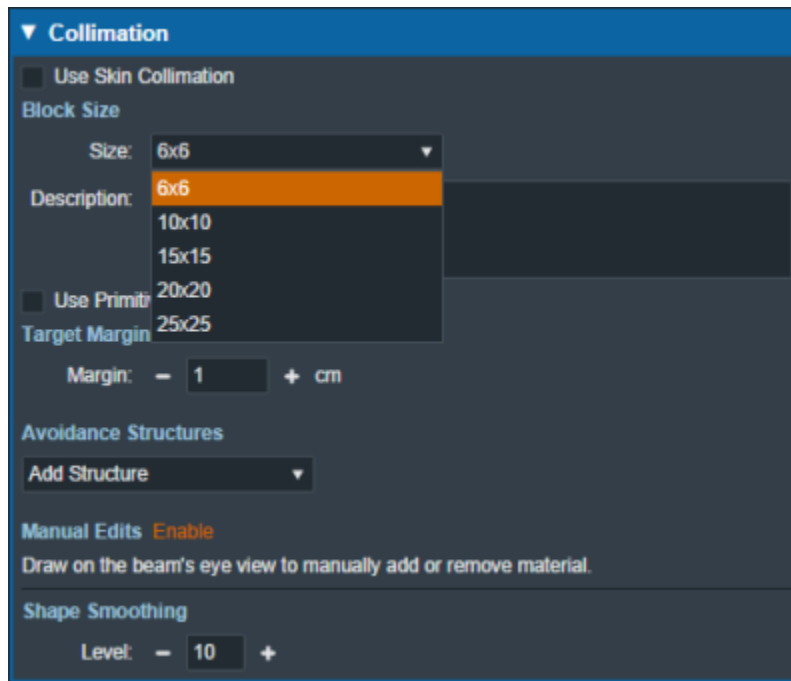 ▼ Collimation
Use Skin Collimation
Block Size
Size: 6x6
Description:
6x6
10x10
15x15
20x20
25x25
Use
Target Margin
Margin: − 1 + cm
Avoidance Structures
Add Structure
Manual Edits Enable
Draw on the beam's eye view to manually add or remove material.
Shape Smoothing
Level: − 10 +